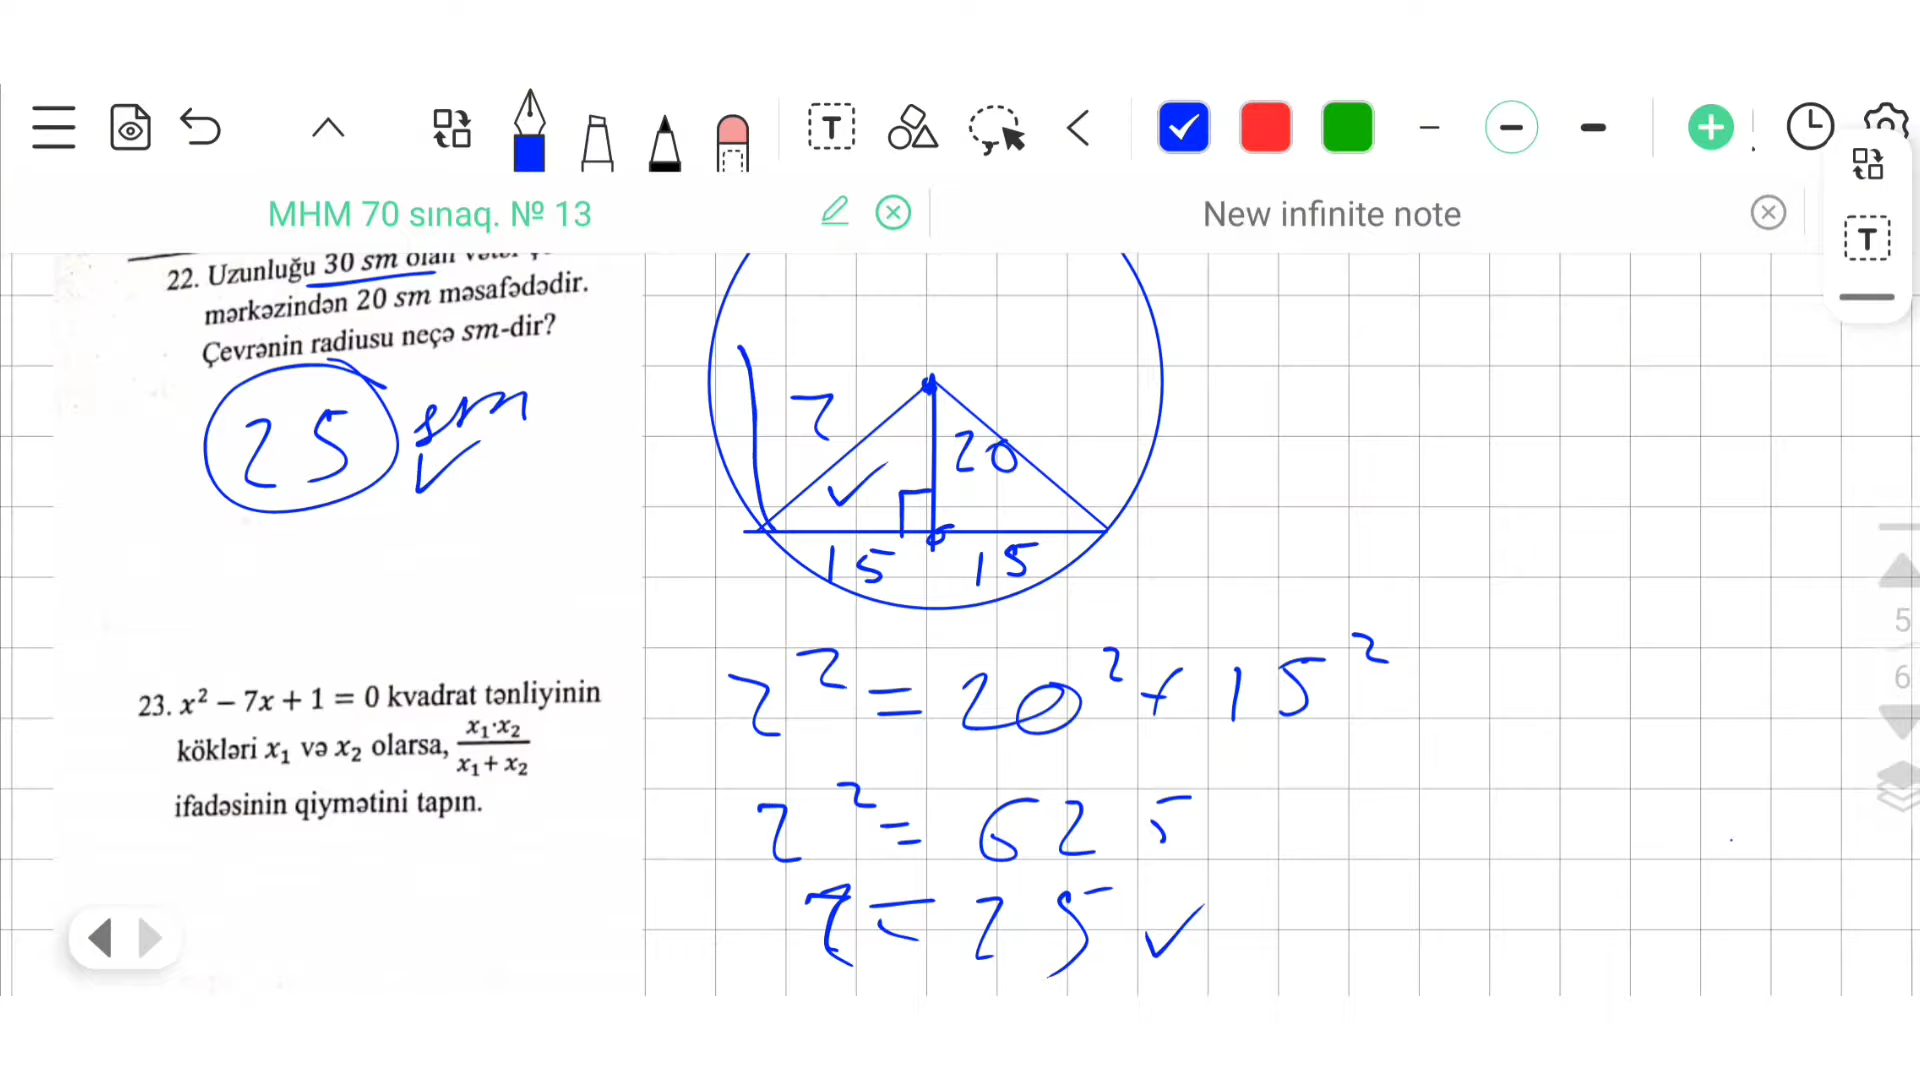 T
MHM 70 sınaq. № 13
New infinite note
T
22. Uzunluğu 30 sm olan
mərkəzindən 20 sm məsafədədir.
Çevrənin radiusu neçə sm-dir?
25 sm
r
20
15 15
r² = 20² + 15²
r² = 625
r = 25
23. x² − 7x + 1 = 0 kvadrat tənliyinin
kökləri x₁ və x₂ olarsa, x₁·x₂ / x₁+x₂
ifadəsinin qiymətini tapın.
5
6